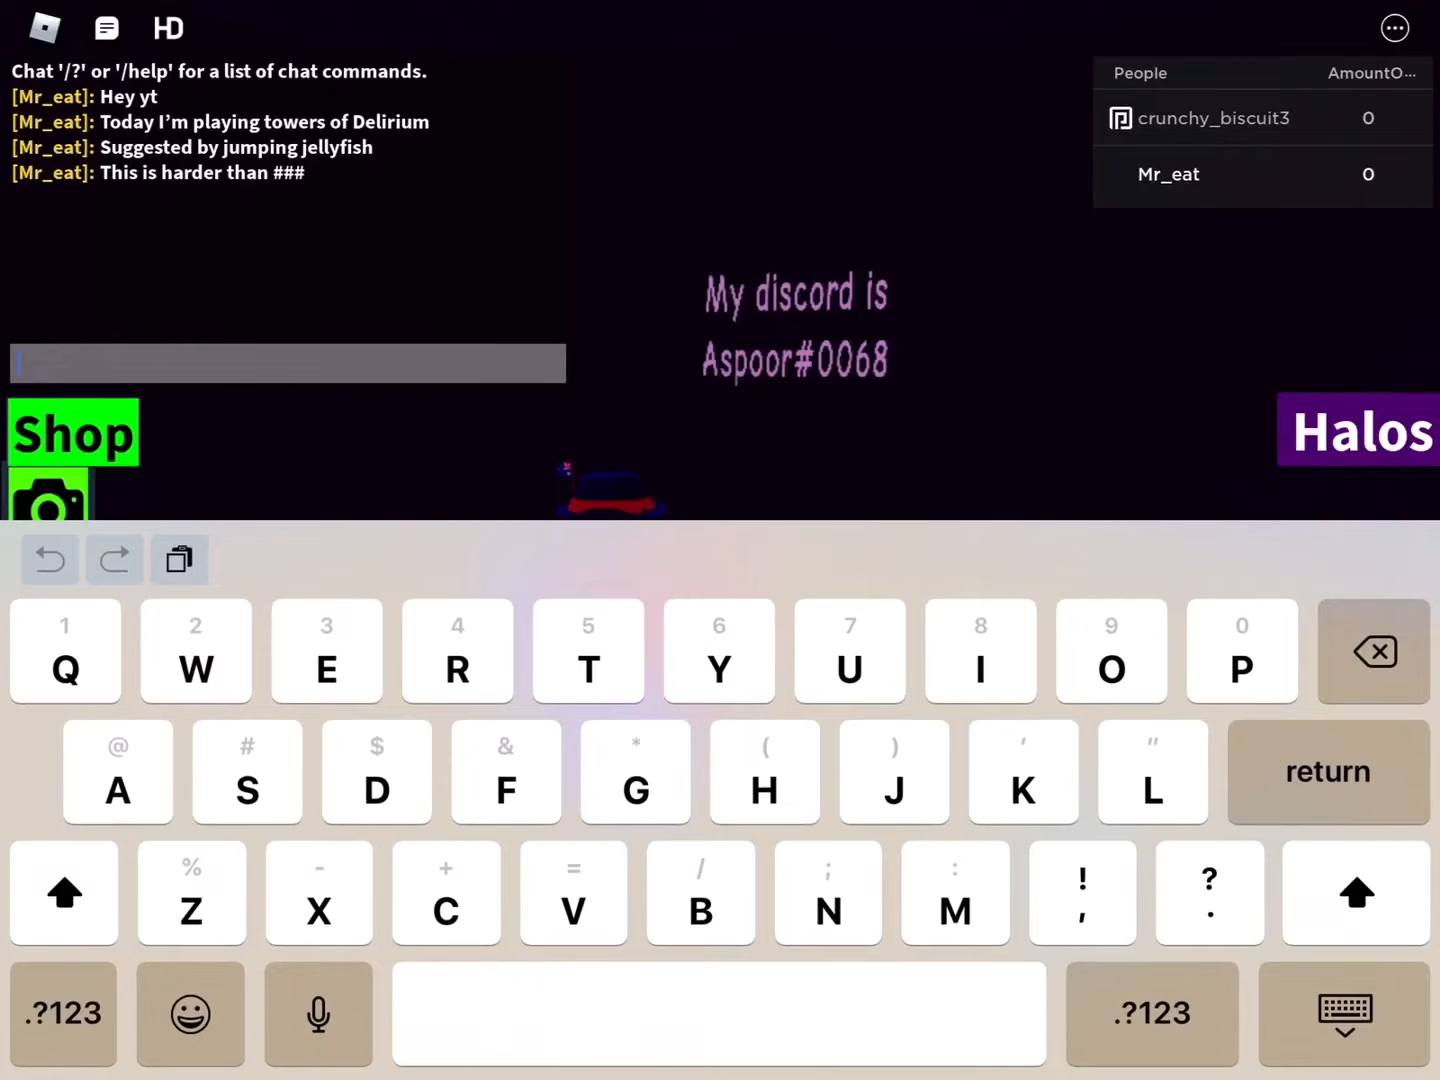 HD
Chat '/?' or '/help' for a list of chat commands.
[Mr_eat]: Hey yt
[Mr_eat]: Today I’m playing towers of Delirium
[Mr_eat]: Suggested by jumping jellyfish
[Mr_eat]: This is harder than ###
People AmountO...
crunchy_biscuit3 0
Mr_eat 0
My discord is
Aspoor#0068
Shop
Halos
1 2 3 4 5 6 7 8 9 0
Q W E R T Y U I O P
@ # $ & * ( ) ' "
A S D F G H J K L return
% - + = / ; : ! ?
Z X C V B N M , .
.?123 .?123